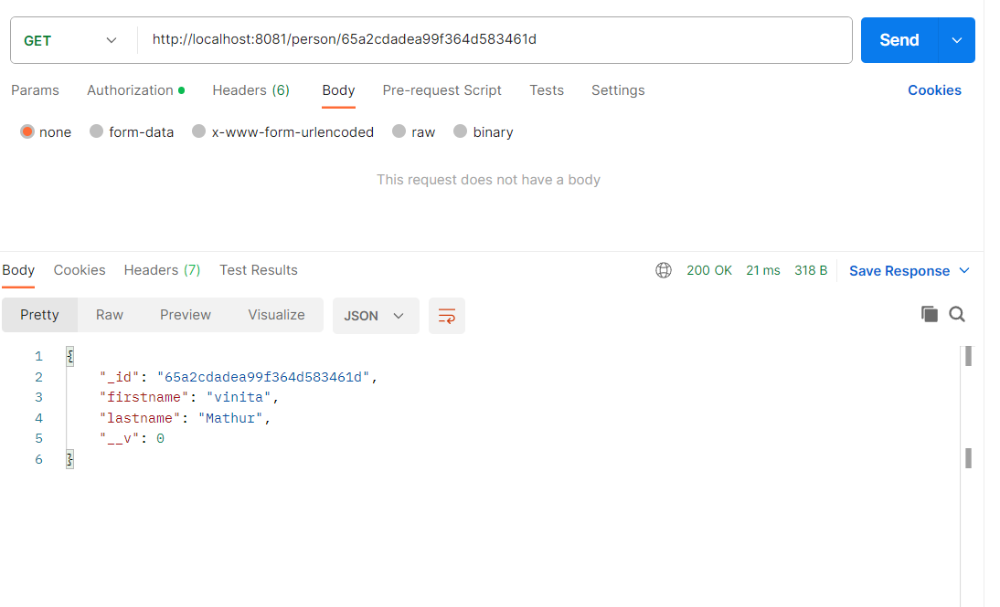 GET http://localhost:8081/person/65a2cdadea99f364d583461d Send
Params Authorization Headers (6) Body Pre-request Script Tests Settings Cookies
none form-data x-www-form-urlencoded raw binary
This request does not have a body
Body Cookies Headers (7) Test Results 200 OK 21 ms 318 B Save Response
Pretty Raw Preview Visualize JSON
1 {
2 "_id": "65a2cdadea99f364d583461d",
3 "firstname": "vinita",
4 "lastname": "Mathur",
5 "__v": 0
6 }